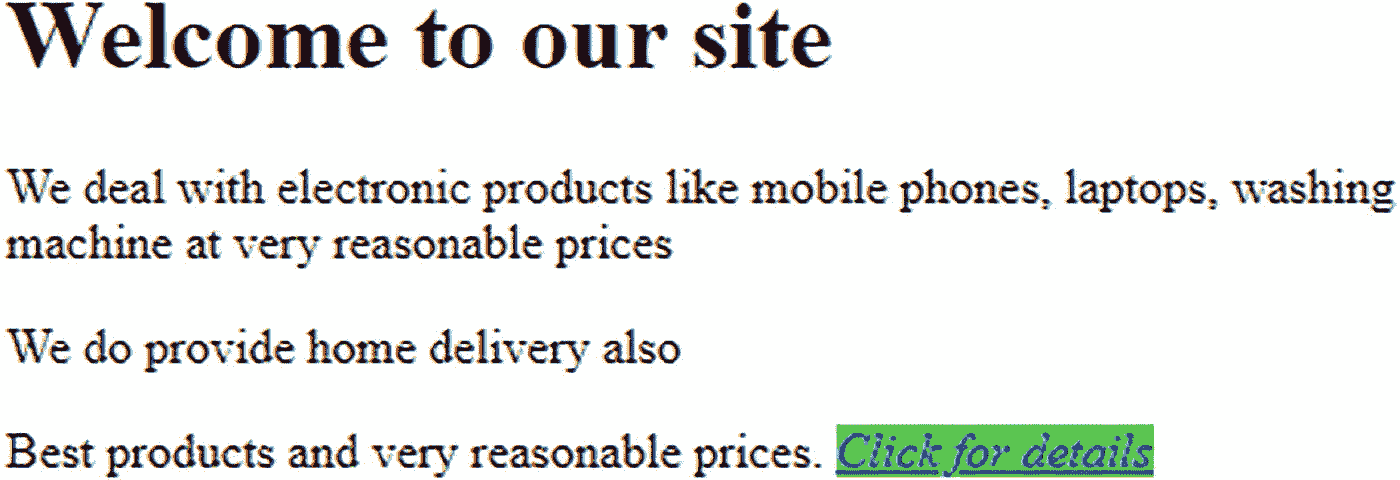 Welcome to our site
We deal with electronic products like mobile phones, laptops, washing
machine at very reasonable prices
We do provide home delivery also
Best products and very reasonable prices. Click for details